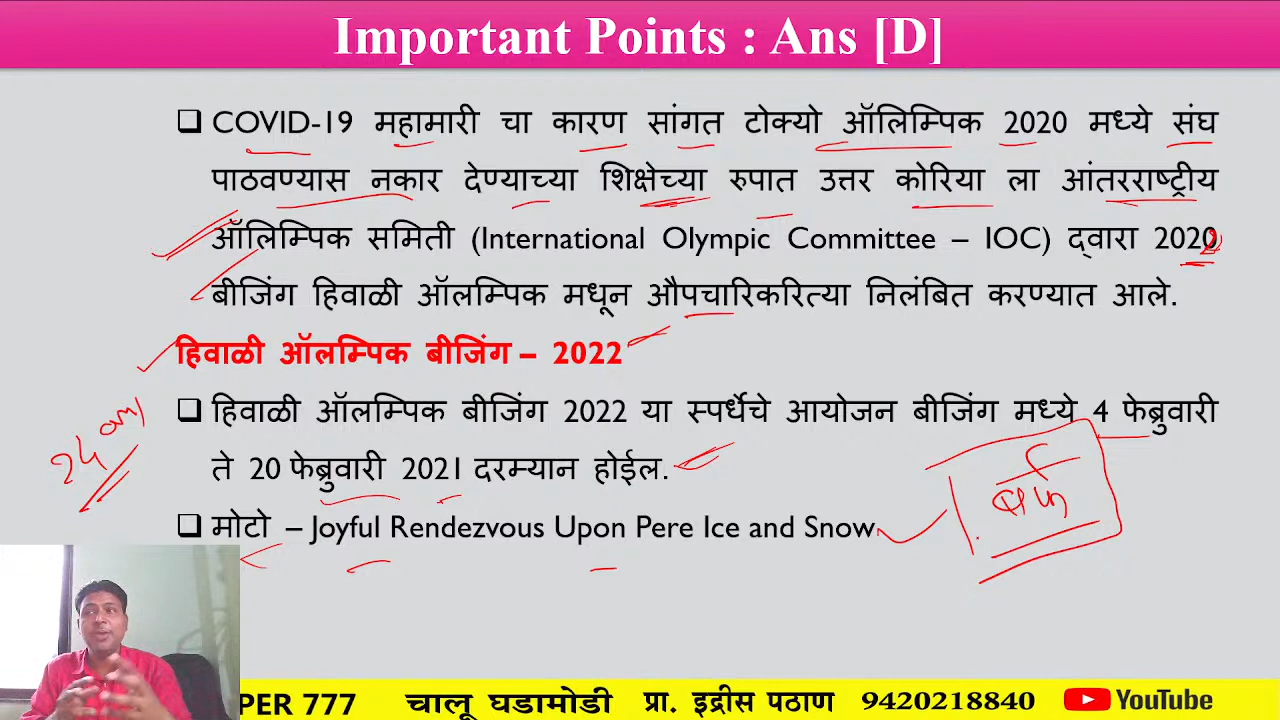 Important Points : Ans [D]
COVID-19 महामारी चा कारण सांगत टोक्यो ऑलिम्पिक 2020 मध्ये संघ
पाठवण्यास नकार देण्याच्या शिक्षेच्या रुपात उत्तर कोरिया ला आंतरराष्ट्रीय
ऑलिम्पिक समिती (International Olympic Committee – IOC) द्वारा 2020
बीजिंग हिवाळी ऑलम्पिक मधून औपचारिकरित्या निलंबित करण्यात आले.
हिवाळी ऑलम्पिक बीजिंग – 2022
हिवाळी ऑलम्पिक बीजिंग 2022 या स्पर्धेचे आयोजन बीजिंग मध्ये 4 फेब्रुवारी
ते 20 फेब्रुवारी 2021 दरम्यान होईल.
मोटो – Joyful Rendezvous Upon Pere Ice and Snow
बर्फ
PER 777 चालू घडामोडी प्रा. इद्रीस पठाण 9420218840 YouTube